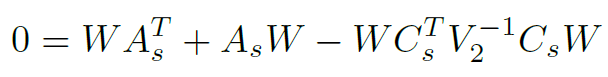 0 = WA_s^T + A_sW − WC_s^TV_2^{−1}C_sW